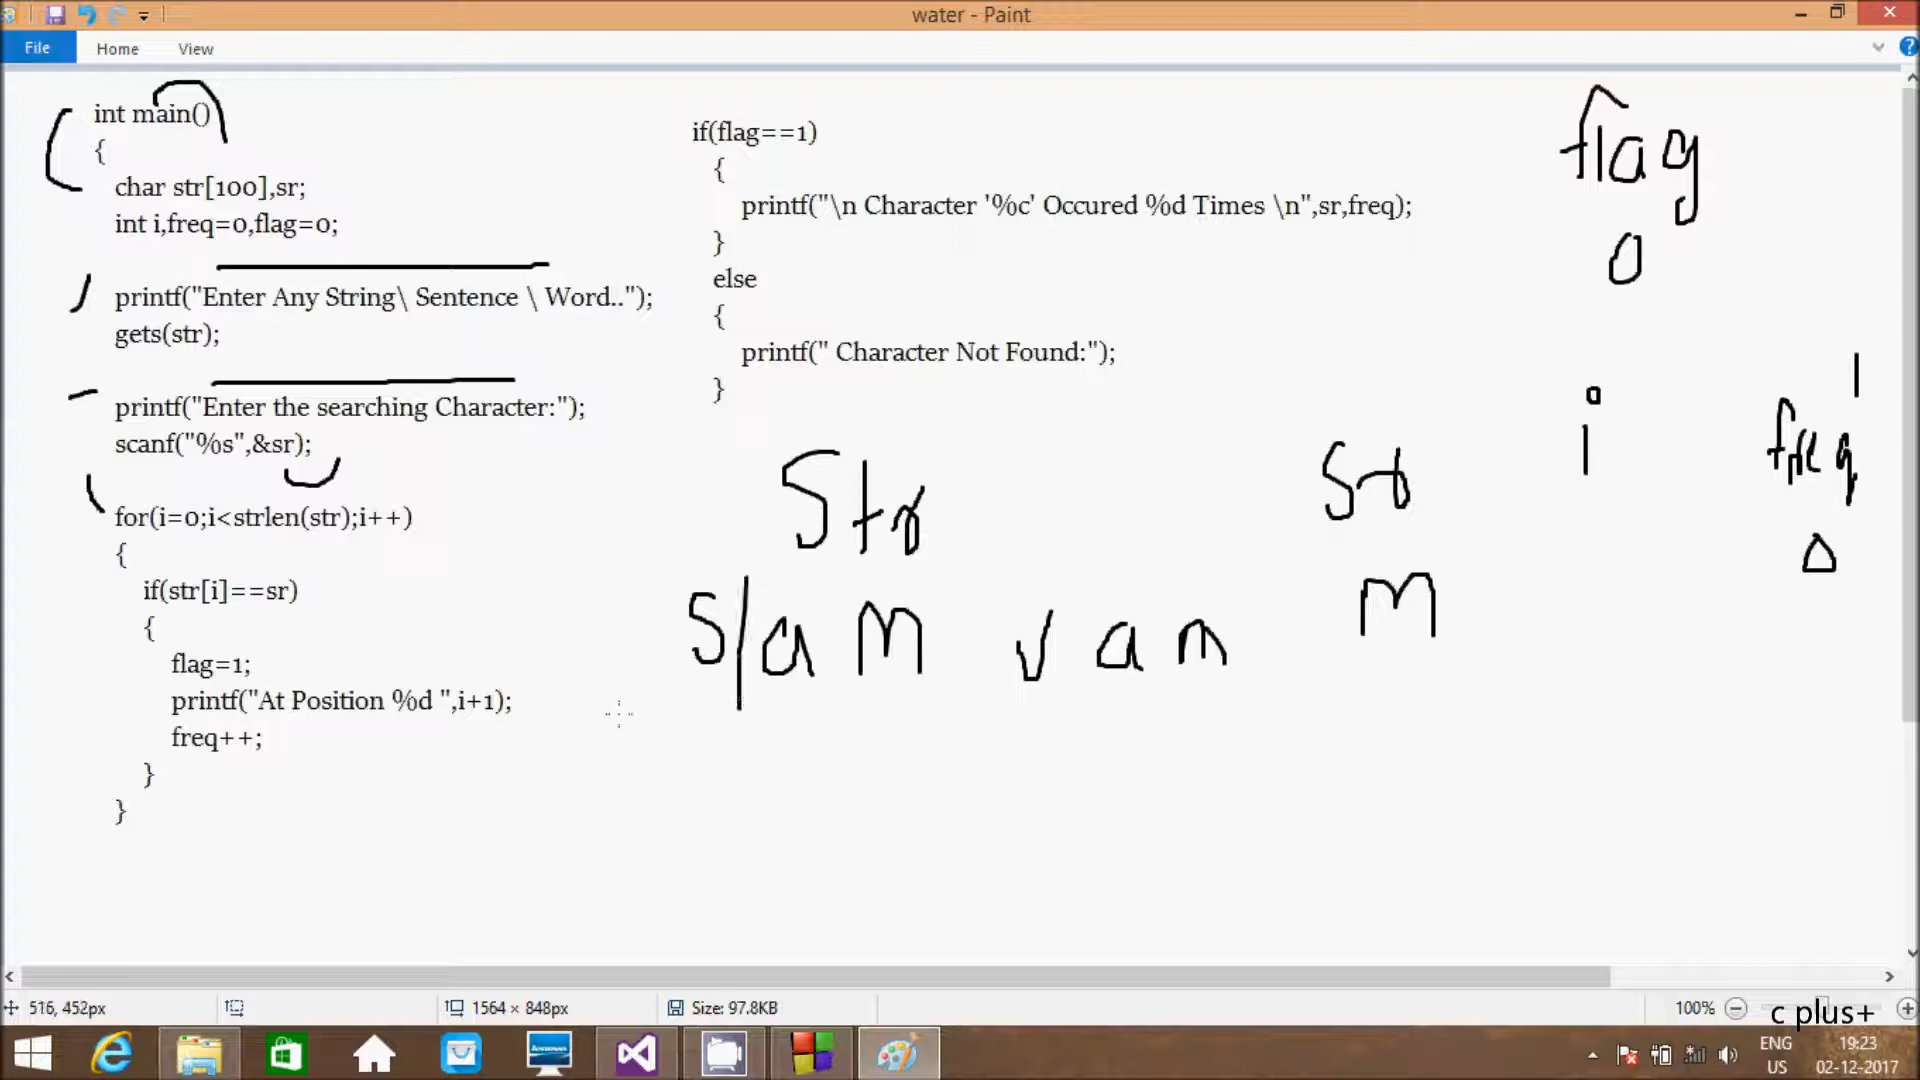 water - Paint
File Home View
int main()
{
char str[100],sr;
int i,freq=0,flag=0;
printf("Enter Any String\ Sentence \ Word..");
gets(str);
printf("Enter the searching Character:");
scanf("%s",&sr);
for(i=0;i<strlen(str);i++)
{
if(str[i]==sr)
{
flag=1;
printf("At Position %d ",i+1);
freq++;
}
}
if(flag==1)
{
printf("\n Character '%c' Occured %d Times \n",sr,freq);
}
else
{
printf(" Character Not Found:");
}
flag
0
i
1
freq
0
Str
M
516, 452px
1564 × 848px
Size: 97.8KB
100%
c plus+
ENG
US
19:23
02-12-2017